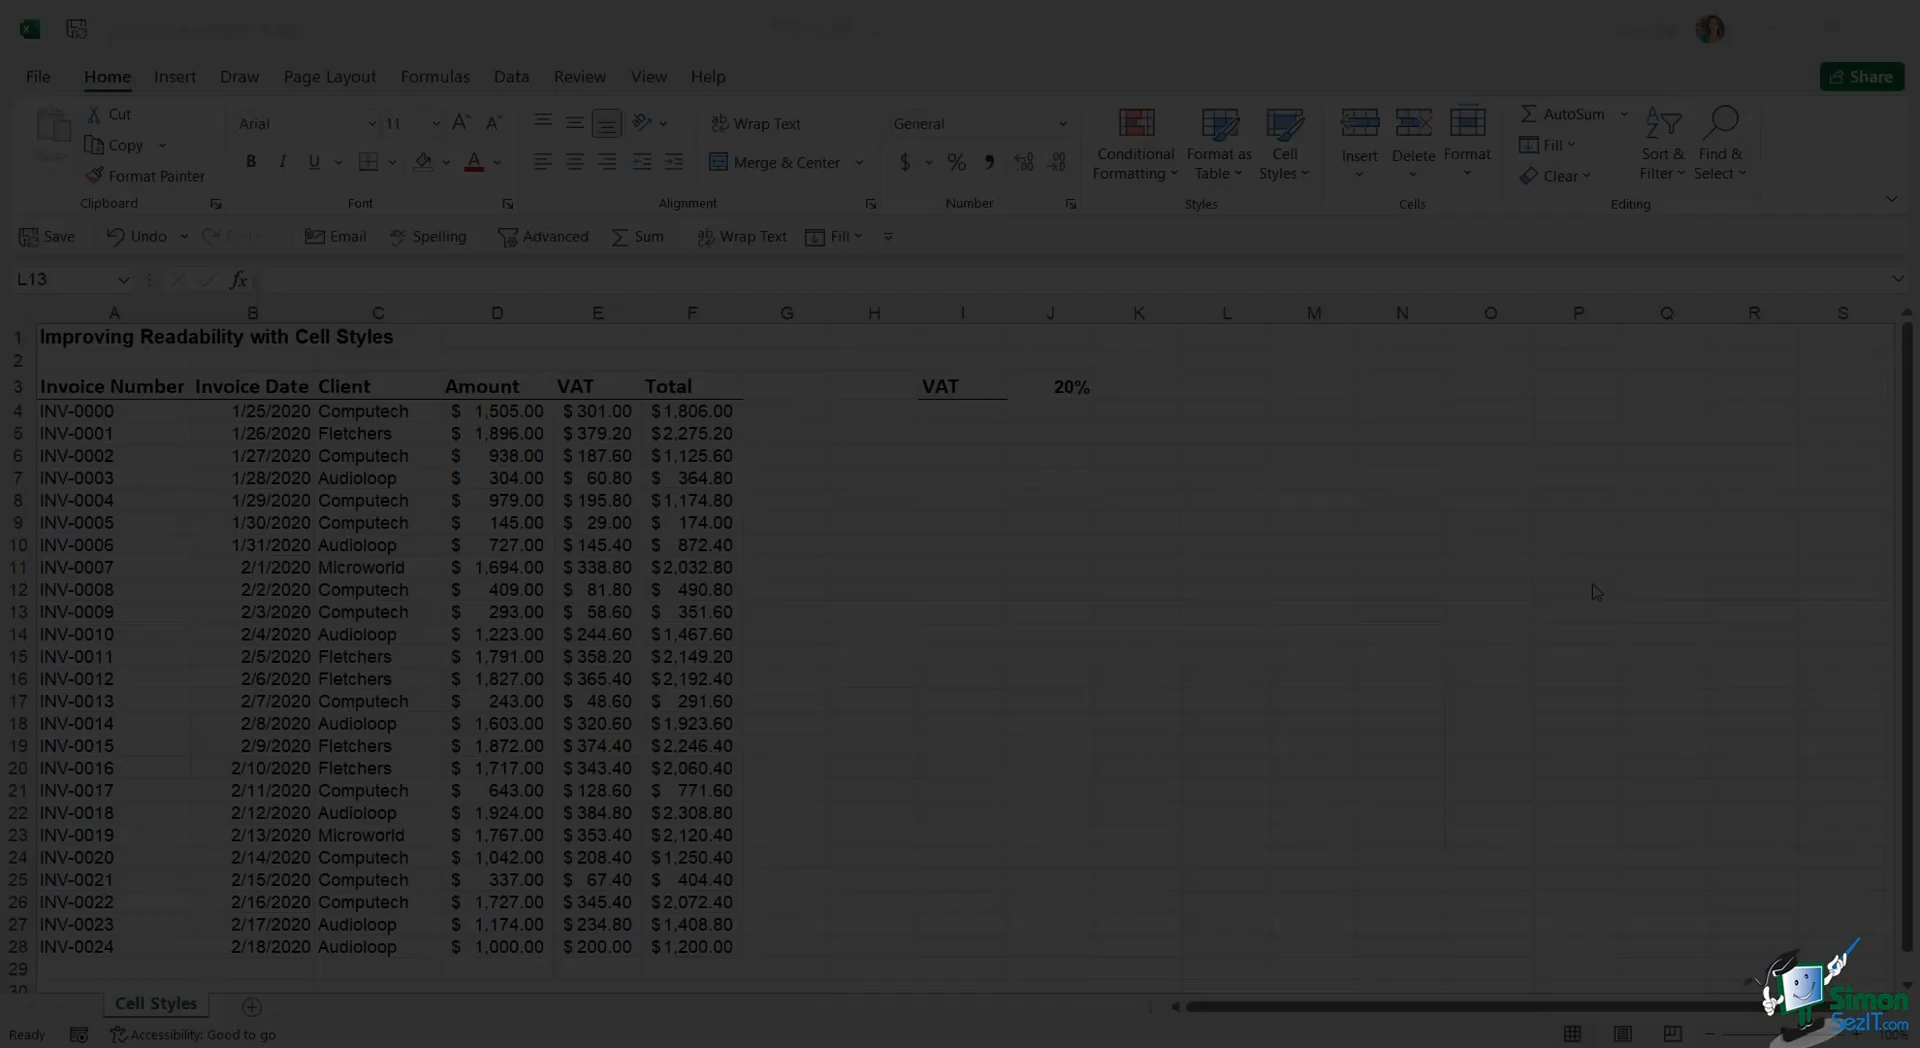 File Home Insert Draw Page Layout Formulas Data Review View Help Share
Cut
Copy
Format Painter
Clipboard
Arial 11
B I U A
Font
Wrap Text
Merge & Center
Alignment
General
$ %
Number
Conditional Formatting
Format as Table
Cell Styles
Styles
Insert Delete Format
Cells
AutoSum
Fill
Clear
Sort & Filter
Find & Select
Editing
Save Undo Redo Email Spelling Advanced Sum Wrap Text Fill
L13 fx
A B C D E F G H I J K L M N O P Q R S
1 Improving Readability with Cell Styles
2
3 Invoice Number Invoice Date Client Amount VAT Total VAT 20%
4 INV-0000 1/25/2020 Computech $ 1,505.00 $ 301.00 $ 1,806.00
5 INV-0001 1/26/2020 Fletchers $ 1,896.00 $ 379.20 $ 2,275.20
6 INV-0002 1/27/2020 Computech $ 938.00 $ 187.60 $ 1,125.60
7 INV-0003 1/28/2020 Audioloop $ 304.00 $ 60.80 $ 364.80
8 INV-0004 1/29/2020 Computech $ 979.00 $ 195.80 $ 1,174.80
9 INV-0005 1/30/2020 Computech $ 145.00 $ 29.00 $ 174.00
10 INV-0006 1/31/2020 Audioloop $ 727.00 $ 145.40 $ 872.40
11 INV-0007 2/1/2020 Microworld $ 1,694.00 $ 338.80 $ 2,032.80
12 INV-0008 2/2/2020 Computech $ 409.00 $ 81.80 $ 490.80
13 INV-0009 2/3/2020 Computech $ 293.00 $ 58.60 $ 351.60
14 INV-0010 2/4/2020 Audioloop $ 1,223.00 $ 244.60 $ 1,467.60
15 INV-0011 2/5/2020 Fletchers $ 1,791.00 $ 358.20 $ 2,149.20
16 INV-0012 2/6/2020 Fletchers $ 1,827.00 $ 365.40 $ 2,192.40
17 INV-0013 2/7/2020 Computech $ 243.00 $ 48.60 $ 291.60
18 INV-0014 2/8/2020 Audioloop $ 1,603.00 $ 320.60 $ 1,923.60
19 INV-0015 2/9/2020 Fletchers $ 1,872.00 $ 374.40 $ 2,246.40
20 INV-0016 2/10/2020 Fletchers $ 1,717.00 $ 343.40 $ 2,060.40
21 INV-0017 2/11/2020 Computech $ 643.00 $ 128.60 $ 771.60
22 INV-0018 2/12/2020 Audioloop $ 1,924.00 $ 384.80 $ 2,308.80
23 INV-0019 2/13/2020 Microworld $ 1,767.00 $ 353.40 $ 2,120.40
24 INV-0020 2/14/2020 Computech $ 1,042.00 $ 208.40 $ 1,250.40
25 INV-0021 2/15/2020 Computech $ 337.00 $ 67.40 $ 404.40
26 INV-0022 2/16/2020 Computech $ 1,727.00 $ 345.40 $ 2,072.40
27 INV-0023 2/17/2020 Audioloop $ 1,174.00 $ 234.80 $ 1,408.80
28 INV-0024 2/18/2020 Audioloop $ 1,000.00 $ 200.00 $ 1,200.00
29
30
Cell Styles
Ready Accessibility: Good to go 100%
Simon
SezIT.com